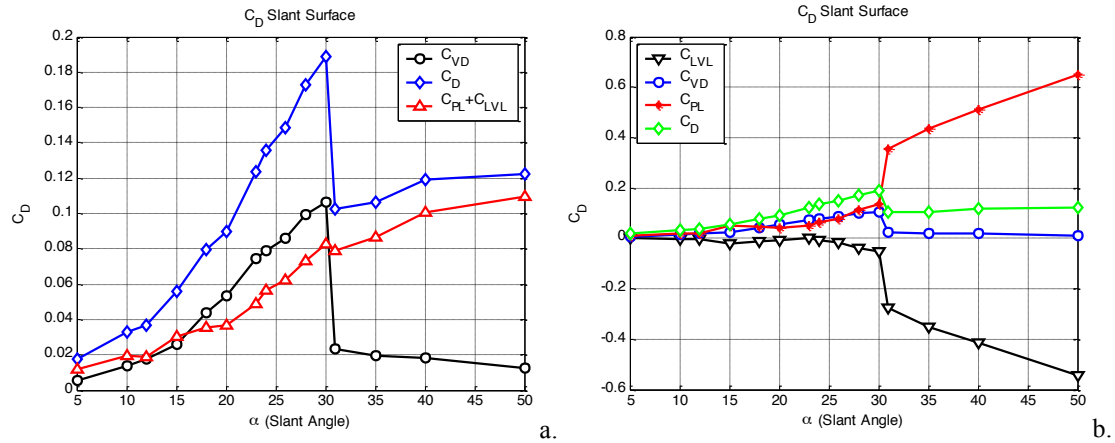 C_D Slant Surface
0.2
0.18
0.16
0.14
0.12
0.1
0.08
0.06
0.04
0.02
0
C_D
C_VD
C_D
C_PL+C_LVL
5 10 15 20 25 30 35 40 45 50
α (Slant Angle)
a.
C_D Slant Surface
0.8
0.6
0.4
0.2
0
-0.2
-0.4
-0.6
C_D
C_LVL
C_VD
C_PL
C_D
5 10 15 20 25 30 35 40 45 50
α (Slant Angle)
b.